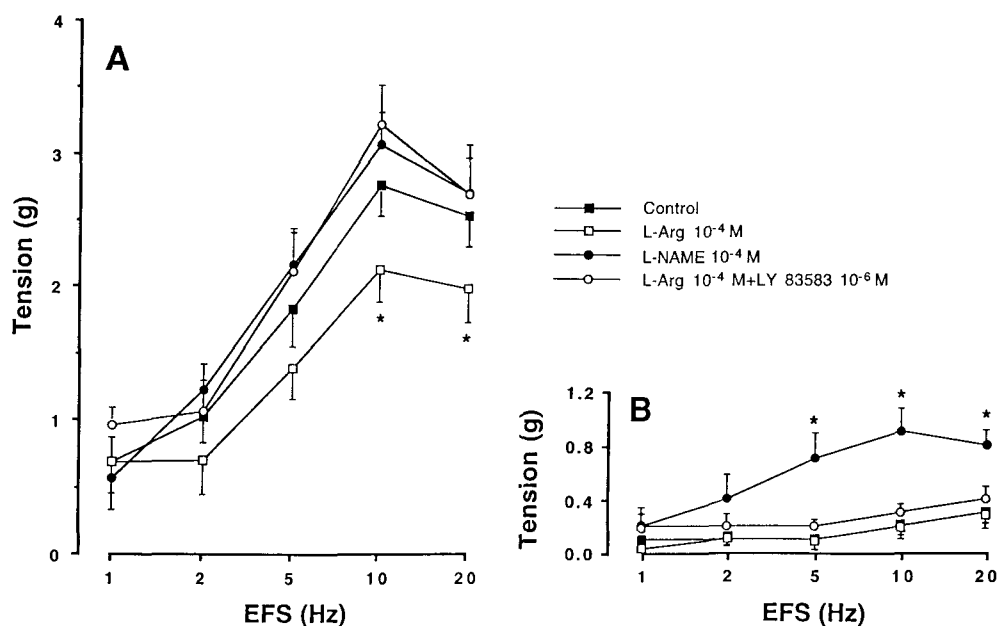 A
4
3
2
1
0
Tension (g)
1 2 5 10 20
EFS (Hz)
* *
Control
L-Arg 10⁻⁴ M
L-NAME 10⁻⁴ M
L-Arg 10⁻⁴ M+LY 83583 10⁻⁶ M
B
1.2
0.8
0.4
0.0
Tension (g)
* * *
1 2 5 10 20
EFS (Hz)